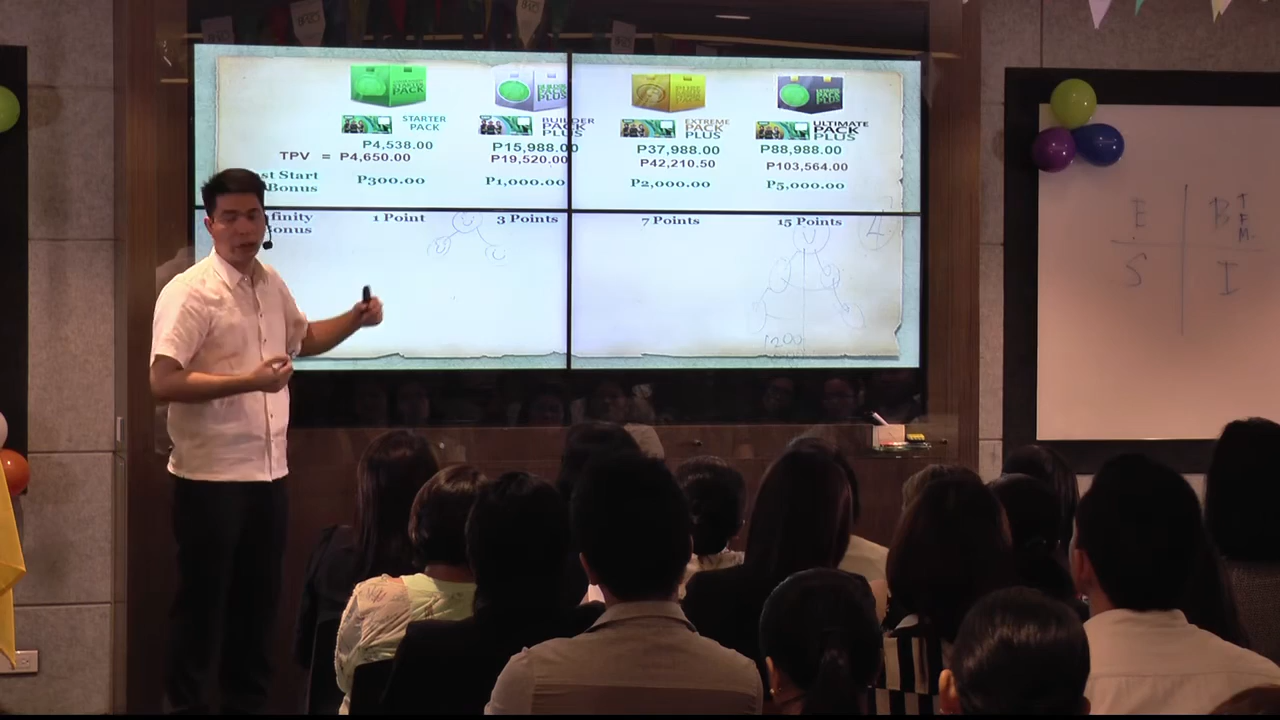 STARTER PACK
BUILDER PACK PLUS
EXTREME PACK PLUS
ULTIMATE PACK PLUS
P4,538.00 P15,988.00 P37,988.00 P88,988.00
TPV = P4,650.00 P19,520.00 P42,210.50 P103,564.00
st Start Bonus P300.00 P1,000.00 P2,000.00 P5,000.00
finity onus 1 Point 3 Points 7 Points 15 Points
4
1200
E B T F M
S I